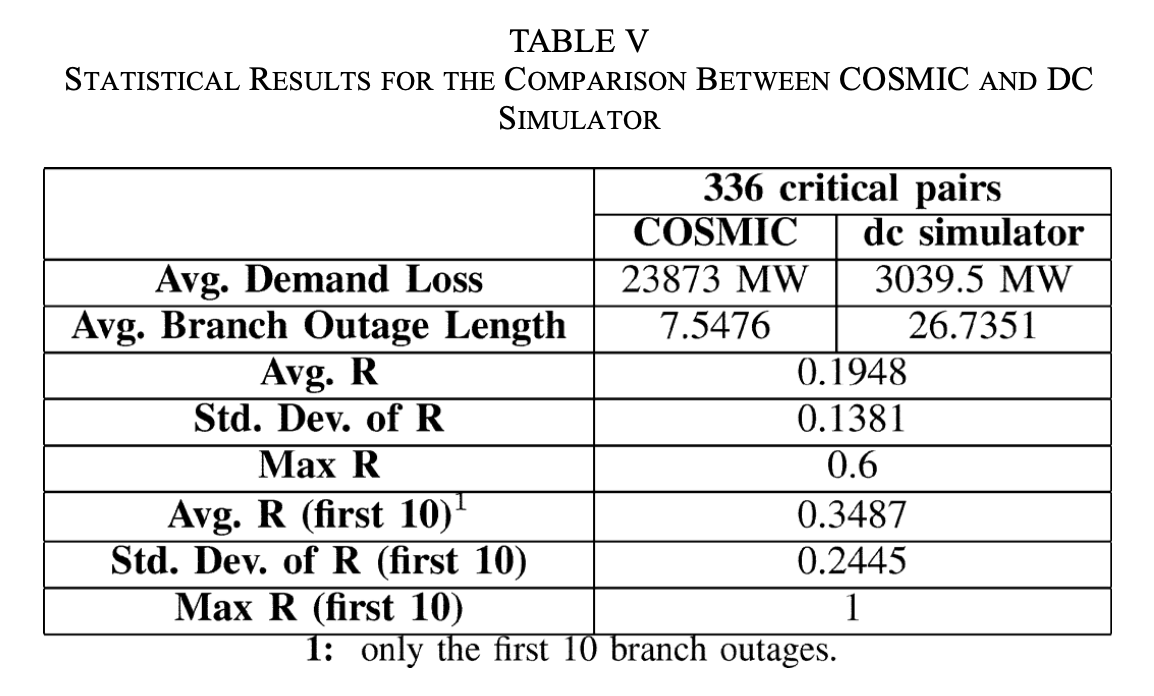 TABLE V
STATISTICAL RESULTS FOR THE COMPARISON BETWEEN COSMIC AND DC
SIMULATOR
336 critical pairs
COSMIC dc simulator
Avg. Demand Loss 23873 MW 3039.5 MW
Avg. Branch Outage Length 7.5476 26.7351
Avg. R 0.1948
Std. Dev. of R 0.1381
Max R 0.6
Avg. R (first 10)¹ 0.3487
Std. Dev. of R (first 10) 0.2445
Max R (first 10) 1
1: only the first 10 branch outages.